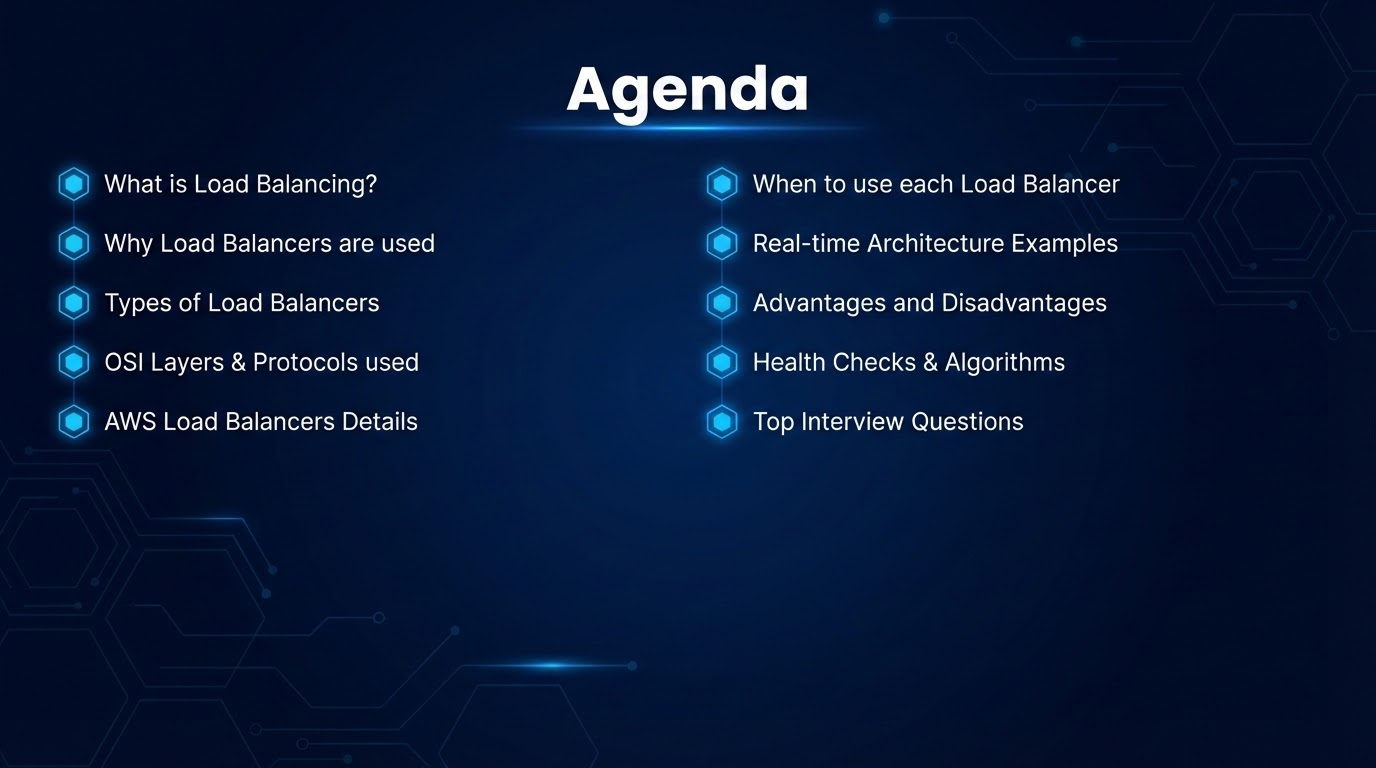 Agenda
What is Load Balancing?
Why Load Balancers are used
Types of Load Balancers
OSI Layers & Protocols used
AWS Load Balancers Details
When to use each Load Balancer
Real-time Architecture Examples
Advantages and Disadvantages
Health Checks & Algorithms
Top Interview Questions